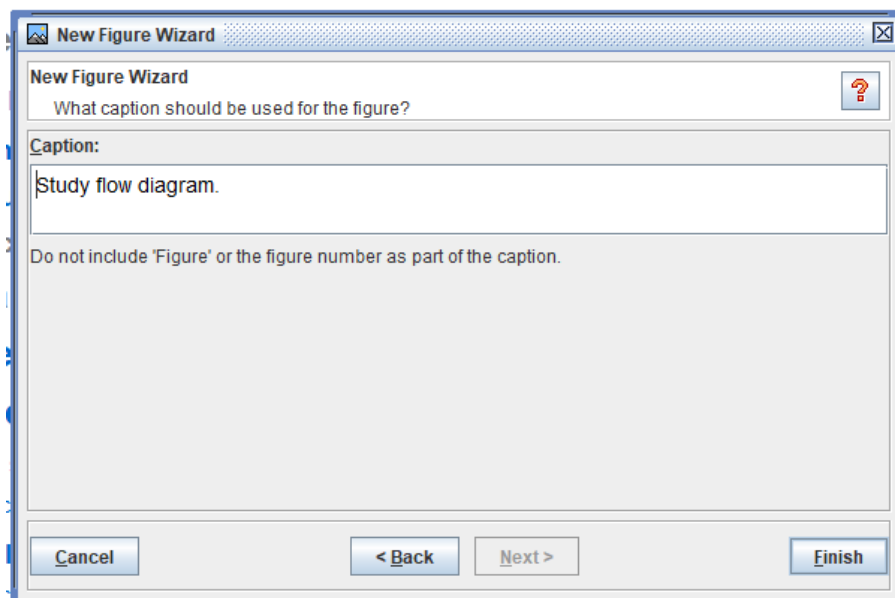 New Figure Wizard
New Figure Wizard
What caption should be used for the figure?
Caption:
Study flow diagram.
Do not include 'Figure' or the figure number as part of the caption.
Cancel
< Back
Next >
Finish